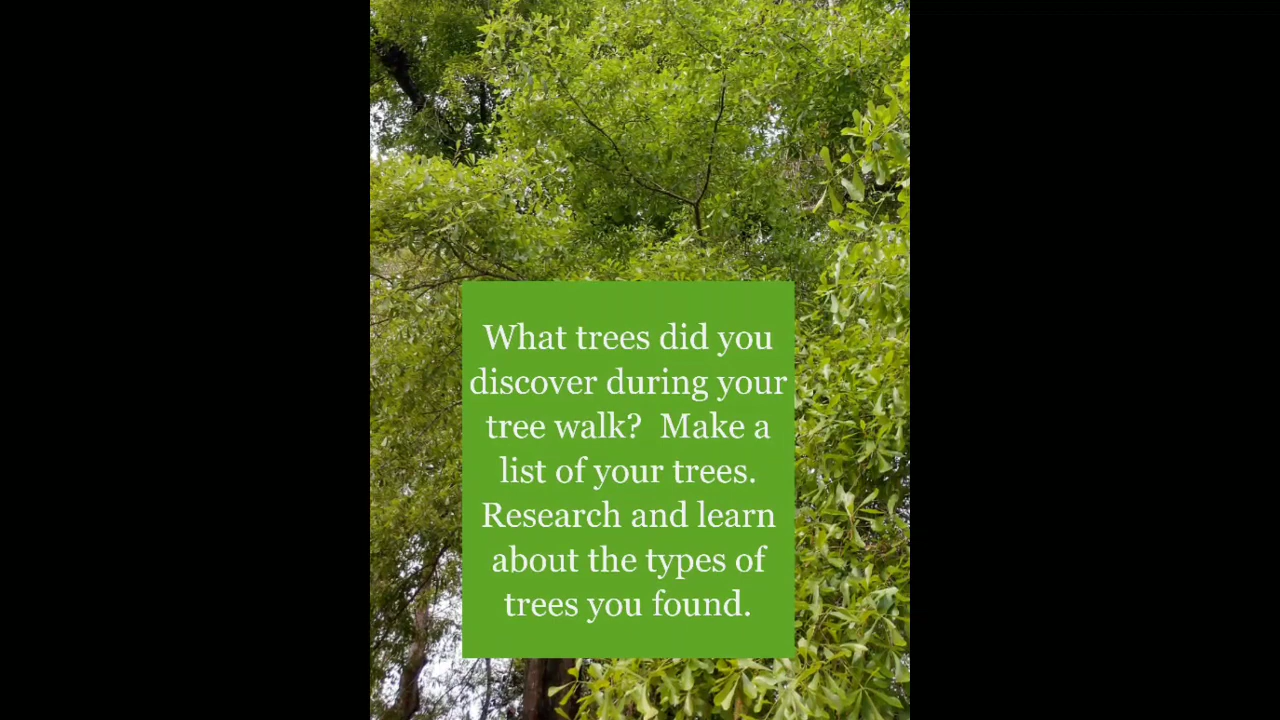 What trees did you
discover during your
tree walk?  Make a
list of your trees.
Research and learn
about the types of
trees you found.